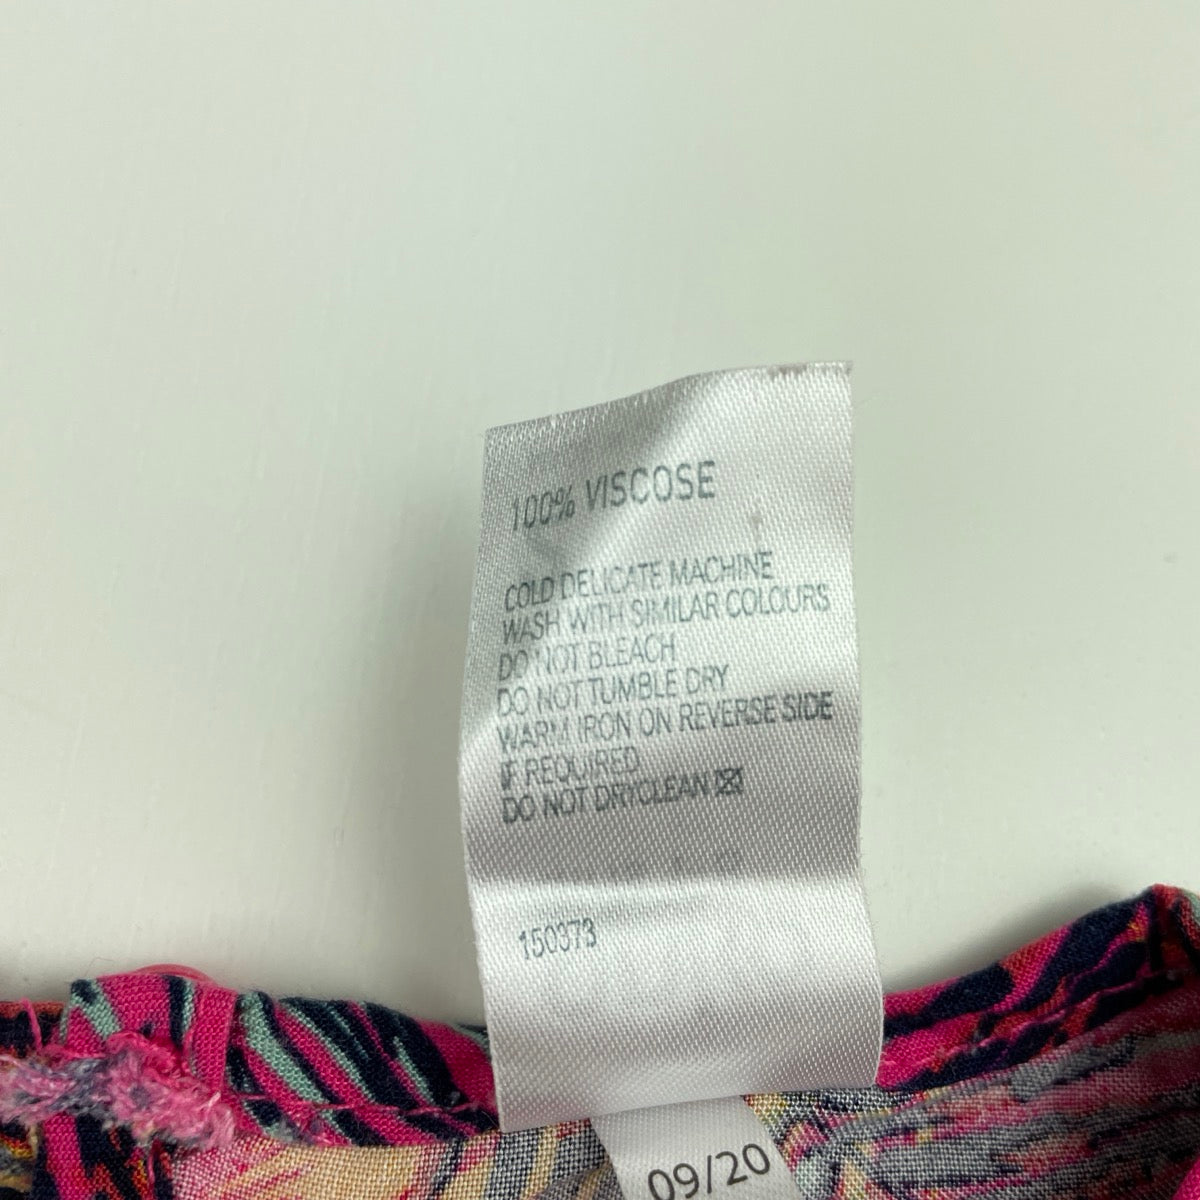 100% VISCOSE
COLD DELICATE MACHINE
WASH WITH SIMILAR COLOURS
DO NOT BLEACH
DO NOT TUMBLE DRY
WARM IRON ON REVERSE SIDE
IF REQUIRED
DO NOT DRYCLEAN
150373
09/20